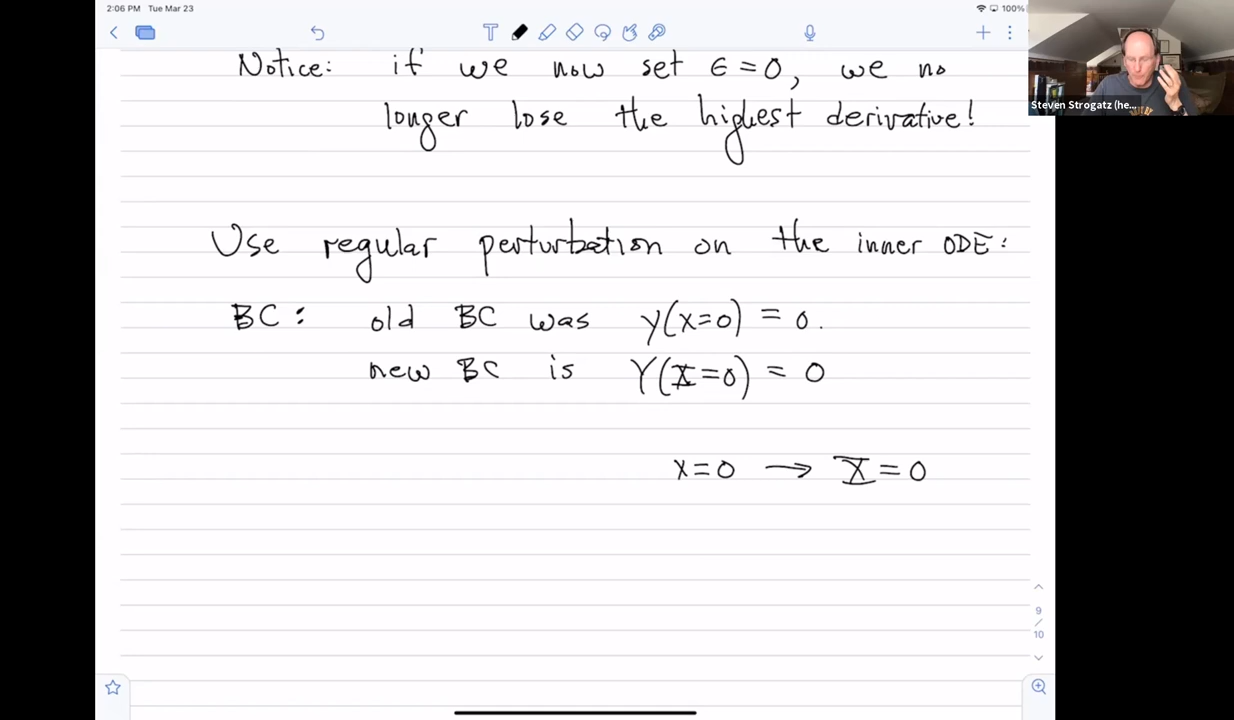 2:06 PM Tue Mar 23
100%
Notice: if we now set ϵ = 0, we no
longer lose the highest derivative!
Steven Strogatz (he...
Use regular perturbation on the inner ODE:
BC: old BC was y(x=0) = 0.
new BC is Y(X=0) = 0
x=0 → X=0
9
/
10